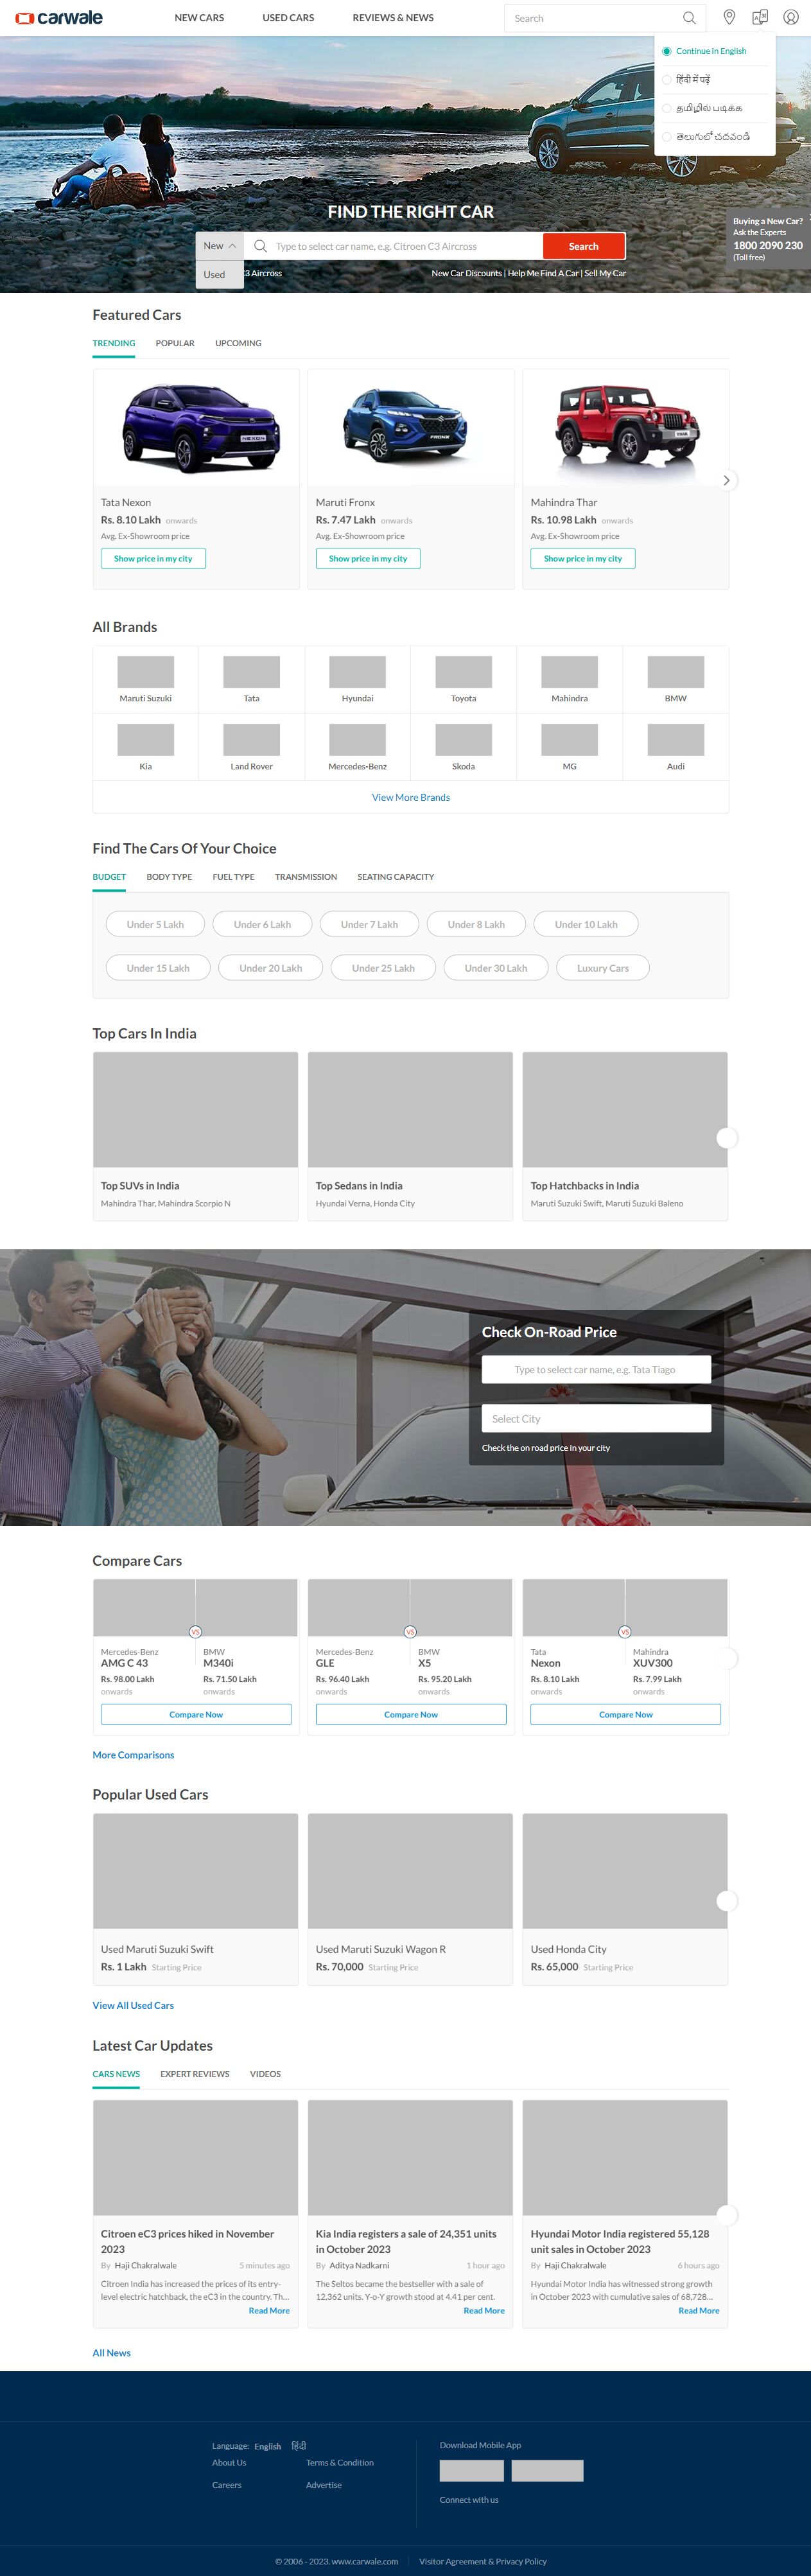 carwale
NEW CARS
USED CARS
REVIEWS & NEWS
Search
Continue in English
हिंदी में पढ़ें
தமிழில் படிக்க
తెలుగులో చదవండి
FIND THE RIGHT CAR
New
Type to select car name, e.g. Citroen C3 Aircross
Search
Used
C3 Aircross
New Car Discounts | Help Me Find A Car | Sell My Car
Buying a New Car?
Ask the Experts
1800 2090 230
(Toll free)
Featured Cars
TRENDING
POPULAR
UPCOMING
NEXON
FRONX
THAR
Tata Nexon
Rs. 8.10 Lakh onwards
Avg. Ex-Showroom price
Show price in my city
Maruti Fronx
Rs. 7.47 Lakh onwards
Avg. Ex-Showroom price
Show price in my city
Mahindra Thar
Rs. 10.98 Lakh onwards
Avg. Ex-Showroom price
Show price in my city
All Brands
Maruti Suzuki
Tata
Hyundai
Toyota
Mahindra
BMW
Kia
Land Rover
Mercedes-Benz
Skoda
MG
Audi
View More Brands
Find The Cars Of Your Choice
BUDGET
BODY TYPE
FUEL TYPE
TRANSMISSION
SEATING CAPACITY
Under 5 Lakh
Under 6 Lakh
Under 7 Lakh
Under 8 Lakh
Under 10 Lakh
Under 15 Lakh
Under 20 Lakh
Under 25 Lakh
Under 30 Lakh
Luxury Cars
Top Cars In India
Top SUVs in India
Mahindra Thar, Mahindra Scorpio N
Top Sedans in India
Hyundai Verna, Honda City
Top Hatchbacks in India
Maruti Suzuki Swift, Maruti Suzuki Baleno
Check On-Road Price
Type to select car name, e.g. Tata Tiago
Select City
Check the on road price in your city
Compare Cars
VS
Mercedes-Benz
AMG C 43
Rs. 98.00 Lakh
onwards
BMW
M340i
Rs. 71.50 Lakh
onwards
Compare Now
VS
Mercedes-Benz
GLE
Rs. 96.40 Lakh
onwards
BMW
X5
Rs. 95.20 Lakh
onwards
Compare Now
VS
Tata
Nexon
Rs. 8.10 Lakh
onwards
Mahindra
XUV300
Rs. 7.99 Lakh
onwards
Compare Now
More Comparisons
Popular Used Cars
Used Maruti Suzuki Swift
Rs. 1 Lakh Starting Price
Used Maruti Suzuki Wagon R
Rs. 70,000 Starting Price
Used Honda City
Rs. 65,000 Starting Price
View All Used Cars
Latest Car Updates
CARS NEWS
EXPERT REVIEWS
VIDEOS
Citroen eC3 prices hiked in November
2023
By Haji Chakralwale
5 minutes ago
Citroen India has increased the prices of its entry-
level electric hatchback, the eC3 in the country. Th...
Read More
Kia India registers a sale of 24,351 units
in October 2023
By Aditya Nadkarni
1 hour ago
The Seltos became the bestseller with a sale of
12,362 units. Y-o-Y growth stood at 4.41 per cent.
Read More
Hyundai Motor India registered 55,128
unit sales in October 2023
By Haji Chakralwale
6 hours ago
Hyundai Motor India has witnessed strong growth
in October 2023 with cumulative sales of 68,728...
Read More
All News
Language: English हिंदी
About Us
Terms & Condition
Careers
Advertise
Download Mobile App
Connect with us
© 2006 - 2023. www.carwale.com
Visitor Agreement & Privacy Policy